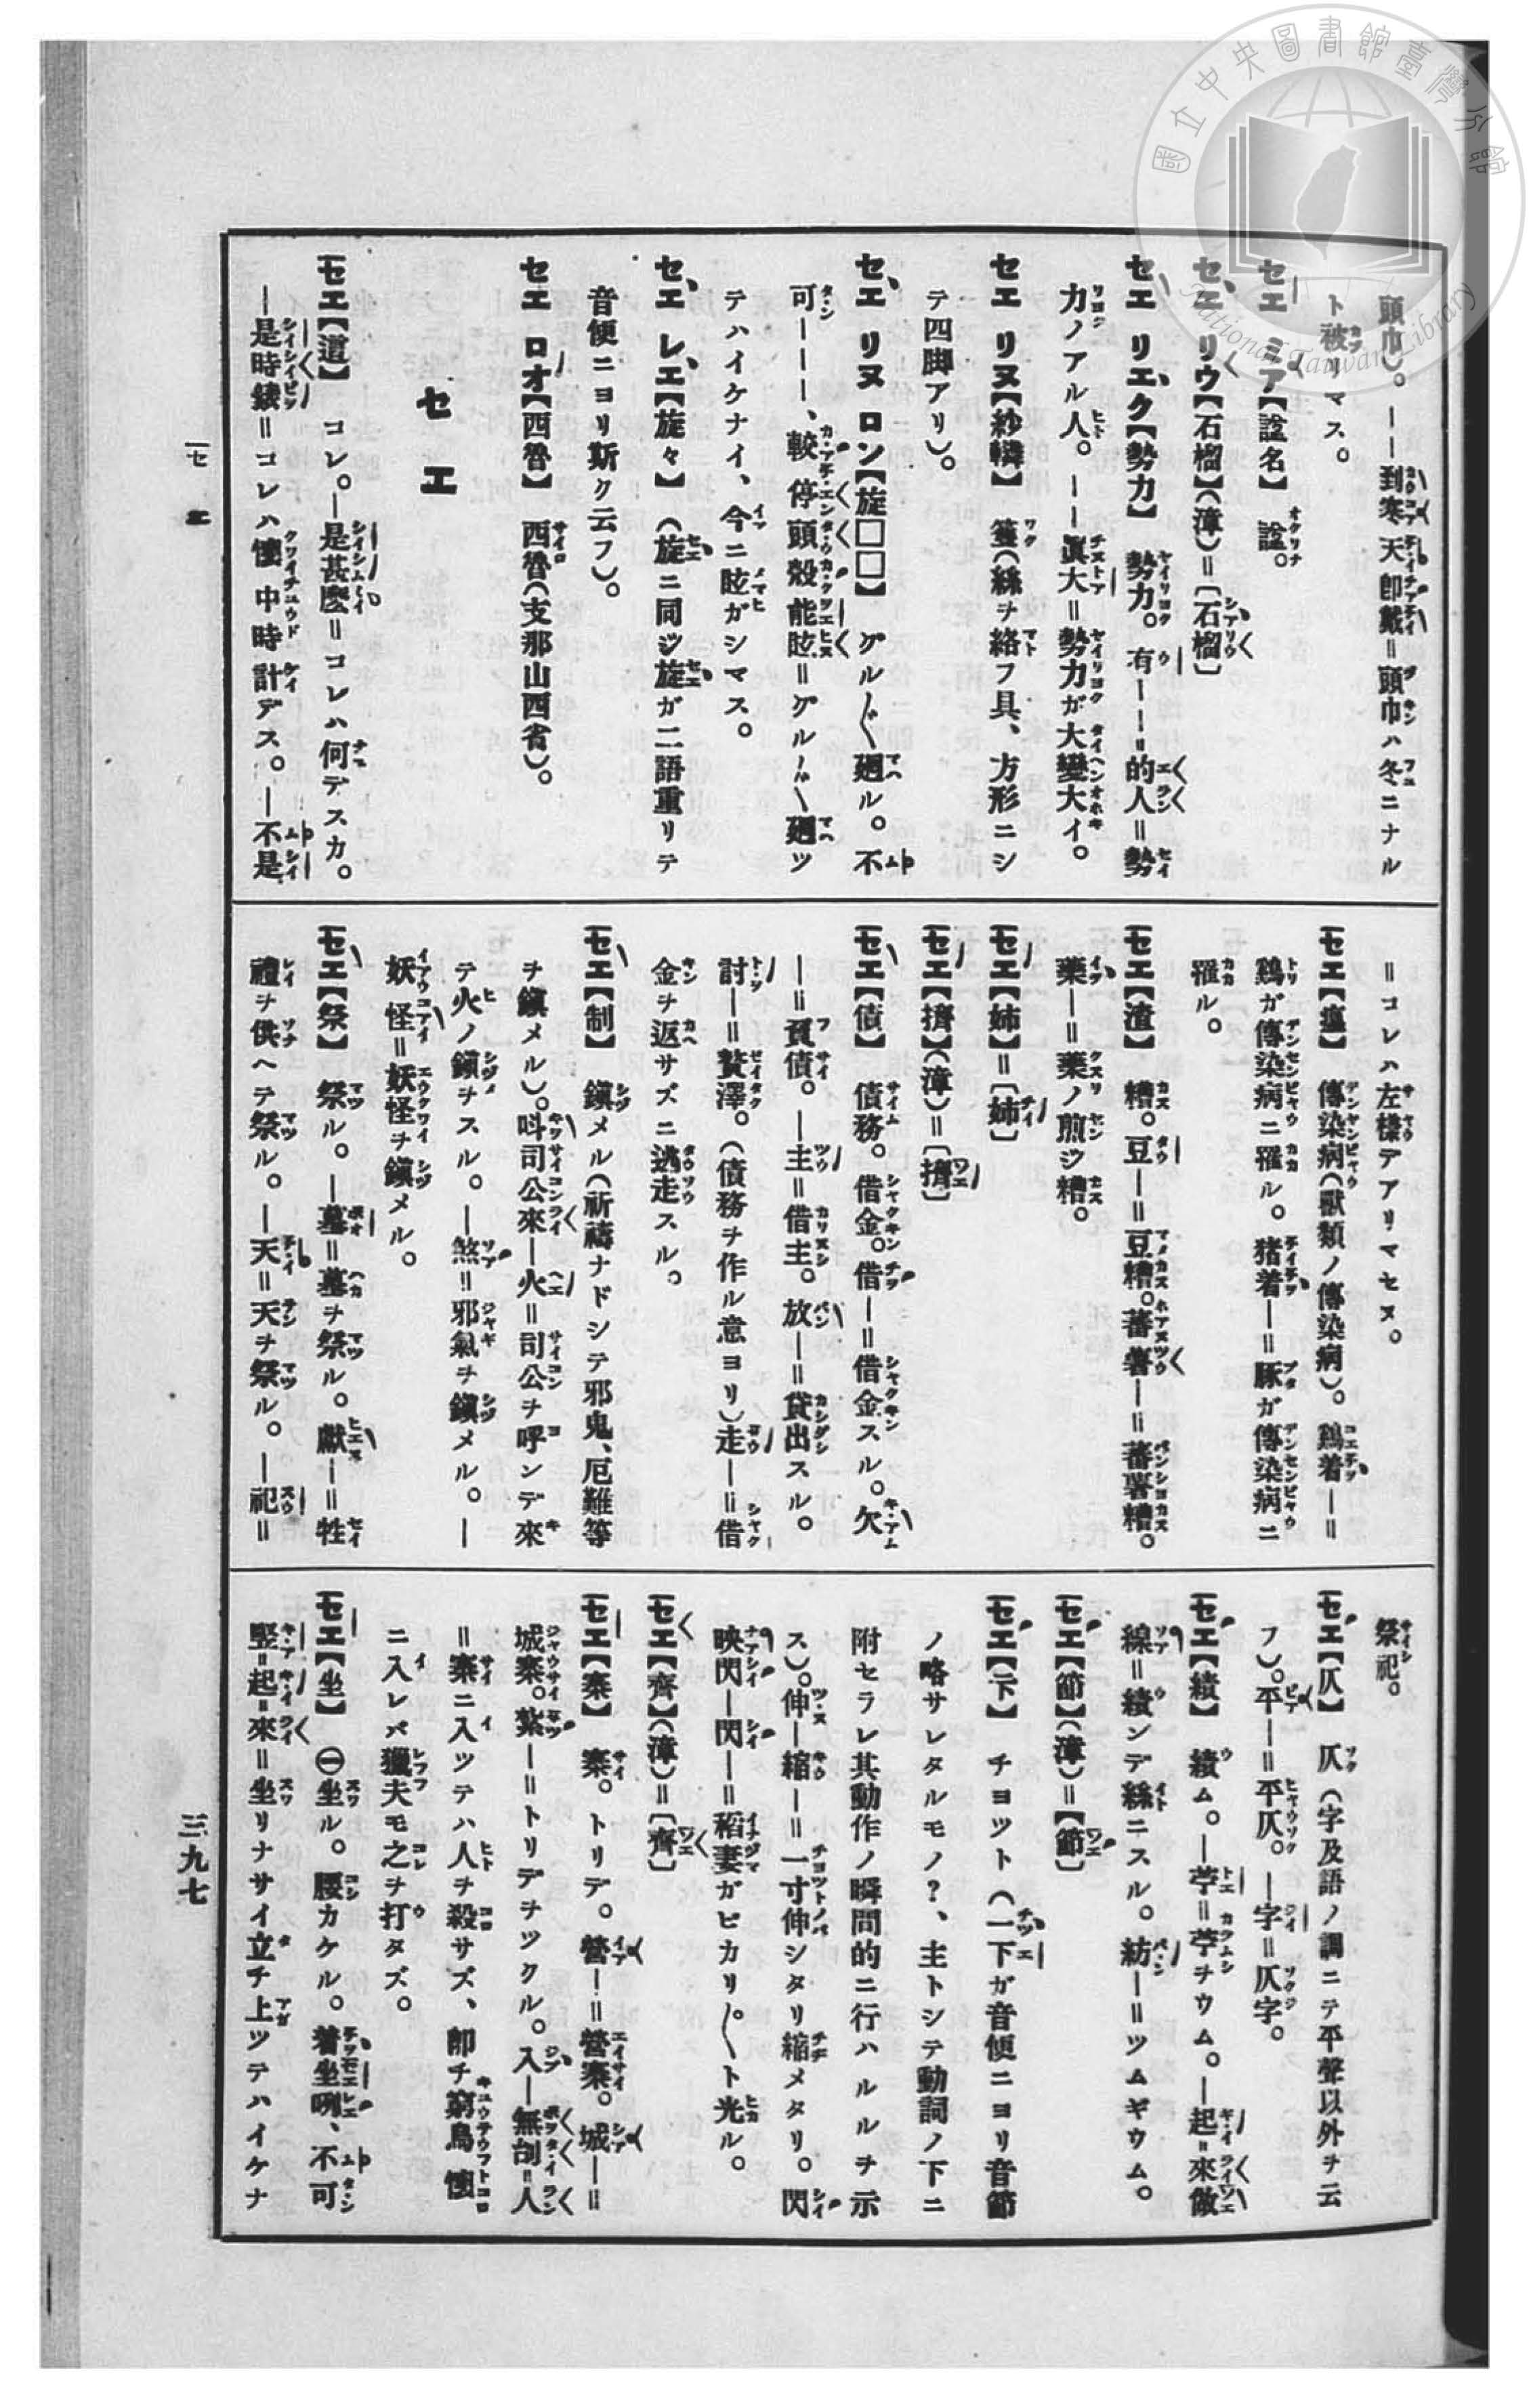 頭巾)。——到寒天卽戴=頭巾ハ冬ニナル
ト被リマス。
セエ ミア【諡名】 諡。
セエ リウ【石榴】(漳)=〔石榴〕
セエ リエク【勢力】 勢力。有——=的人=勢
力ノアル人。——眞大=勢力ガ大變大イ。
セエ リヌ【紗轔】 籰(絲ヲ絡フ具、方形ニシ
テ四脚アリ)。
セエ リヌ ロン【旋□□】 グル〲廻ル。不
可———、較停頭殼能眩=グル〲廻ツ
テハイケナイ、今ニ眩ガシマス。
セエ レエ【旋々】 (旋ニ同ジ旋ガ二語重リテ
音便ニヨリ斯ク云フ)。
セエ ロオ【西魯】 西魯(支那山西省)。
セエ
セエ【這】 コレ。—是甚麽=コレハ何デスカ。
—是時錶=コレハ懷中時計デス。—不是
=コレハ左樣デアリマセヌ。
セエ【瘟】 傳染病(獸類ノ傳染病)。鷄着—=
鷄ガ傳染病ニ罹ル。猪着—=豚ガ傳染病ニ
罹ル。
セエ【渣】 糟。豆—=豆糟。蕃薯—=蕃薯糟。
藥—=藥ノ煎ジ糟。
セエ【姉】=〔姉〕
セエ【擠】(漳)=〔擠〕
セエ【債】 債務。借金。借—=借金スル。欠
—=負債。—主=借主。放—=貸出スル。
討—=贅澤。(債務ヲ作ル意ヨリ)走—=借
金ヲ返サズニ逃走スル。
セエ【制】 鎭メル(祈禱ナドシテ邪鬼、厄難等
ヲ鎭メル)。呌司公來—火=司公ヲ呼ンデ來
テ火ノ鎭ヲスル。—煞=邪氣ヲ鎭メル。—
妖怪=妖怪ヲ鎭メル。
セエ【祭】 祭ル。—墓=墓ヲ祭ル。獻—=牲
禮ヲ供ヘテ祭ル。—天=天ヲ祭ル。—祀=
祭祀。
セエ【仄】 仄(字及語ノ調ニテ平聲以外ヲ云
フ)。平—=平仄。—字=仄字。
セエ【績】 績ム。—苧=苧ヲウム。—起來做
線=績ンデ絲ニスル。紡—=ツムギウム。
セエ【節】(漳)=【節】
セエ【下】 チヨツト(一下ガ音便ニヨリ音節
ノ略サレタルモノ?、主トシテ動詞ノ下ニ
附セラレ其動作ノ瞬間的ニ行ハルルヲ示
ス)。伸—縮—=一寸伸シタリ縮メタリ。閃
映閃—閃—=稻妻ガピカリ〱ト光ル。
セエ【齊】(漳)=〔齊〕
セエ【寨】 寨。トリデ。營—=營寨。城—=
城寨。紮—=トリデヲツクル。入—無刣人
=寨ニ入ツテハ人ヲ殺サズ、卽チ窮鳥懷
ニ入レバ獵夫モ之ヲ打タズ。
セエ【坐】 ㊀坐ル。腰カケル。着坐咧、不可
竪起來=坐リナサイ立チ上ツテハイケナ
セエ
三九七
國立中央圖書館臺灣分館
National Taiwan Library